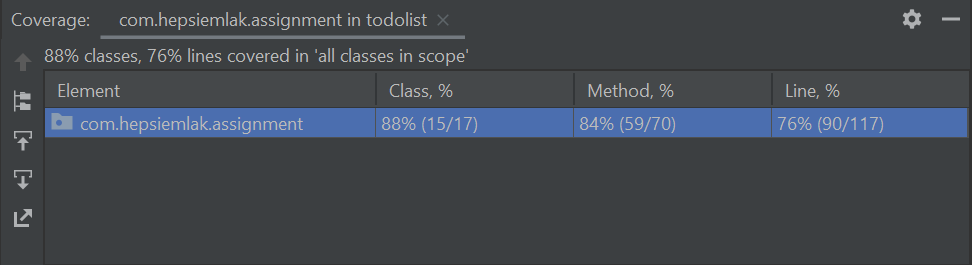 Coverage: com.hepsiemlak.assignment in todolist
88% classes, 76% lines covered in 'all classes in scope'
Element Class, % Method, % Line, %
com.hepsiemlak.assignment 88% (15/17) 84% (59/70) 76% (90/117)